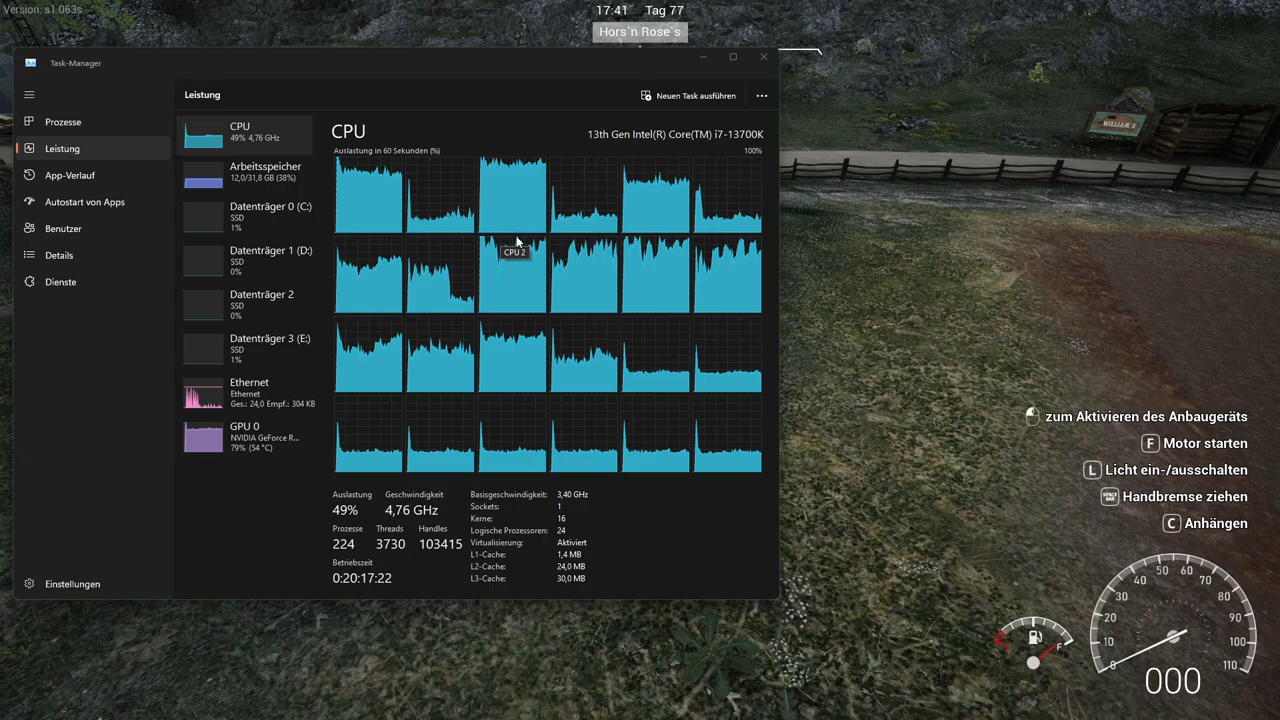 Version: s1.063s
17:41 Tag 77
Hors`n Rose`s
Task-Manager
Leistung
Neuen Task ausführen
Prozesse
Leistung
App-Verlauf
Autostart von Apps
Benutzer
Details
Dienste
Einstellungen
CPU
49% 4,76 GHz
Arbeitsspeicher
12,0/31,8 GB (38%)
Datenträger 0 (C:)
SSD
1%
Datenträger 1 (D:)
SSD
0%
Datenträger 2
SSD
0%
Datenträger 3 (E:)
SSD
1%
Ethernet
Ethernet
Ges.: 24,0 Empf.: 304 KB
GPU 0
NVIDIA GeForce R...
79% (54 °C)
CPU
13th Gen Intel(R) Core(TM) i7-13700K
Auslastung in 60 Sekunden (%)
100%
CPU 2
Auslastung Geschwindigkeit
49% 4,76 GHz
Prozesse Threads Handles
224 3730 103415
Betriebszeit
0:20:17:22
Basisgeschwindigkeit: 3,40 GHz
Sockets: 1
Kerne: 16
Logische Prozessoren: 24
Virtualisierung: Aktiviert
L1-Cache: 1,4 MB
L2-Cache: 24,0 MB
L3-Cache: 30,0 MB
WILLIAM'S
zum Aktivieren des Anbaugeräts
F Motor starten
L Licht ein-/ausschalten
SPACE BAR Handbremse ziehen
C Anhängen
F
0 10 20 30 40 50 60 70 80 90 100 110
000